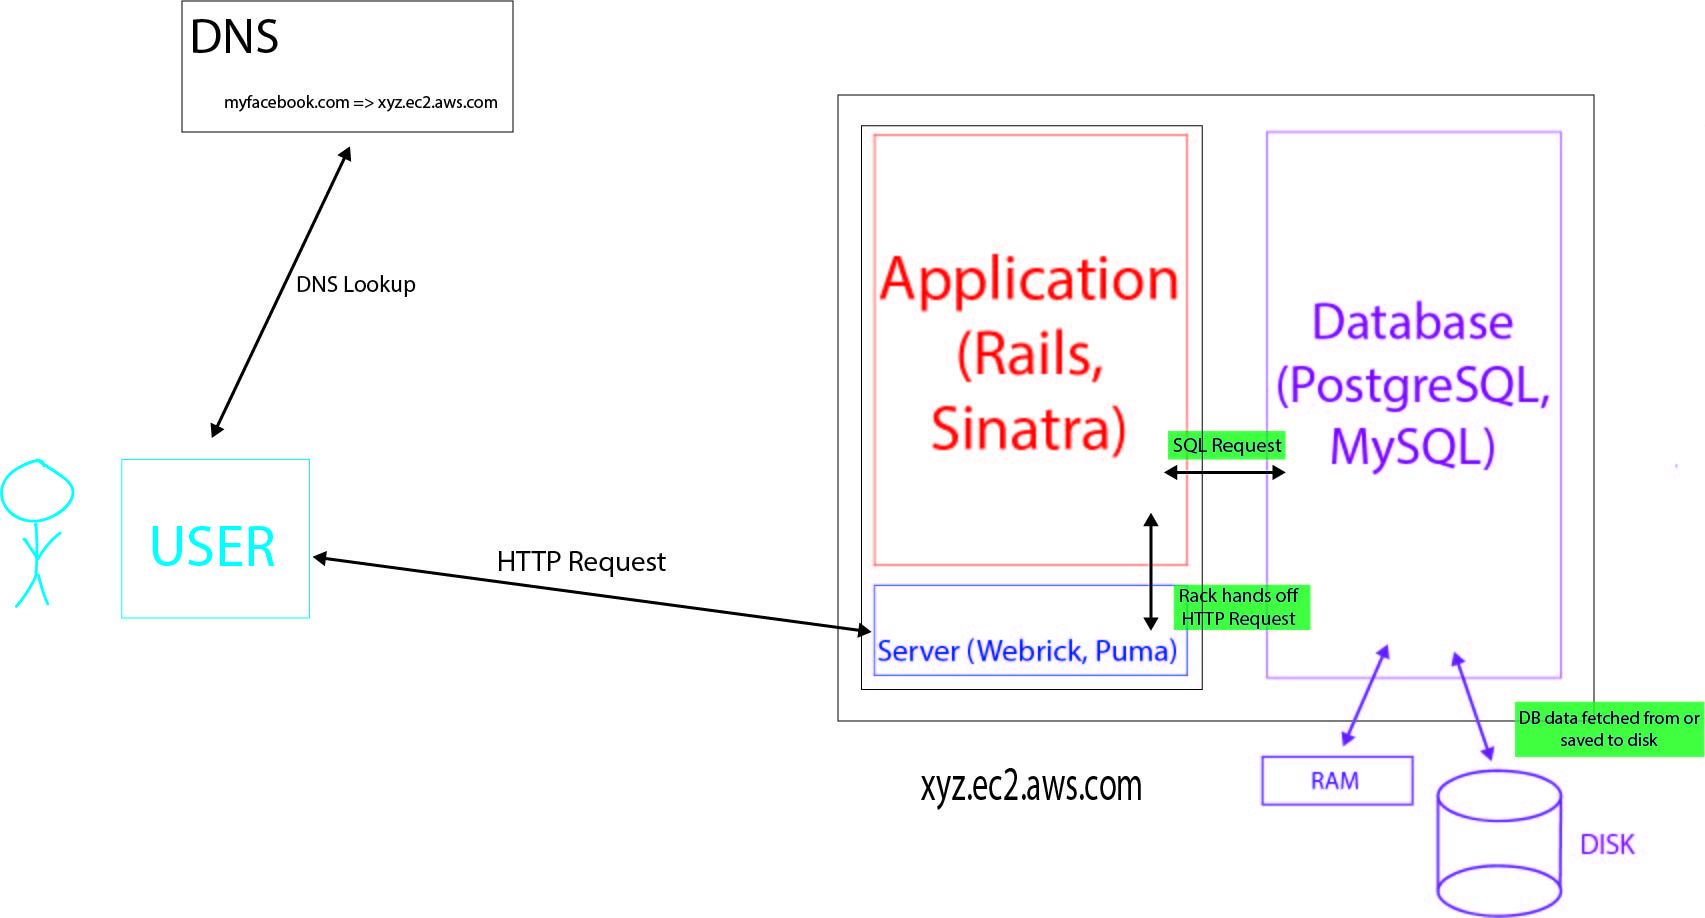 DNS
myfacebook.com => xyz.ec2.aws.com
DNS Lookup
USER
HTTP Request
Application
(Rails,
Sinatra)
SQL Request
Database
(PostgreSQL,
MySQL)
Rack hands off
HTTP Request
Server (Webrick, Puma)
DB data fetched from or
saved to disk
xyz.ec2.aws.com
RAM
DISK